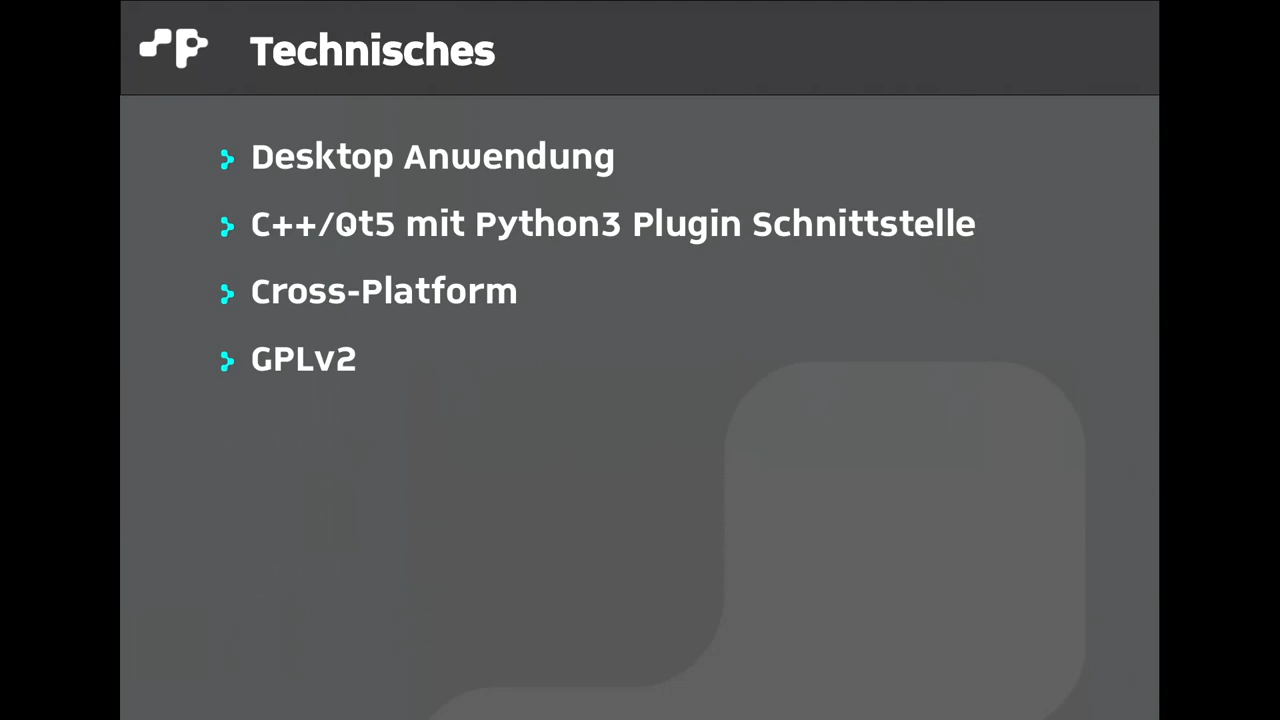 Technisches
Desktop Anwendung
C++/Qt5 mit Python3 Plugin Schnittstelle
Cross-Platform
GPLv2